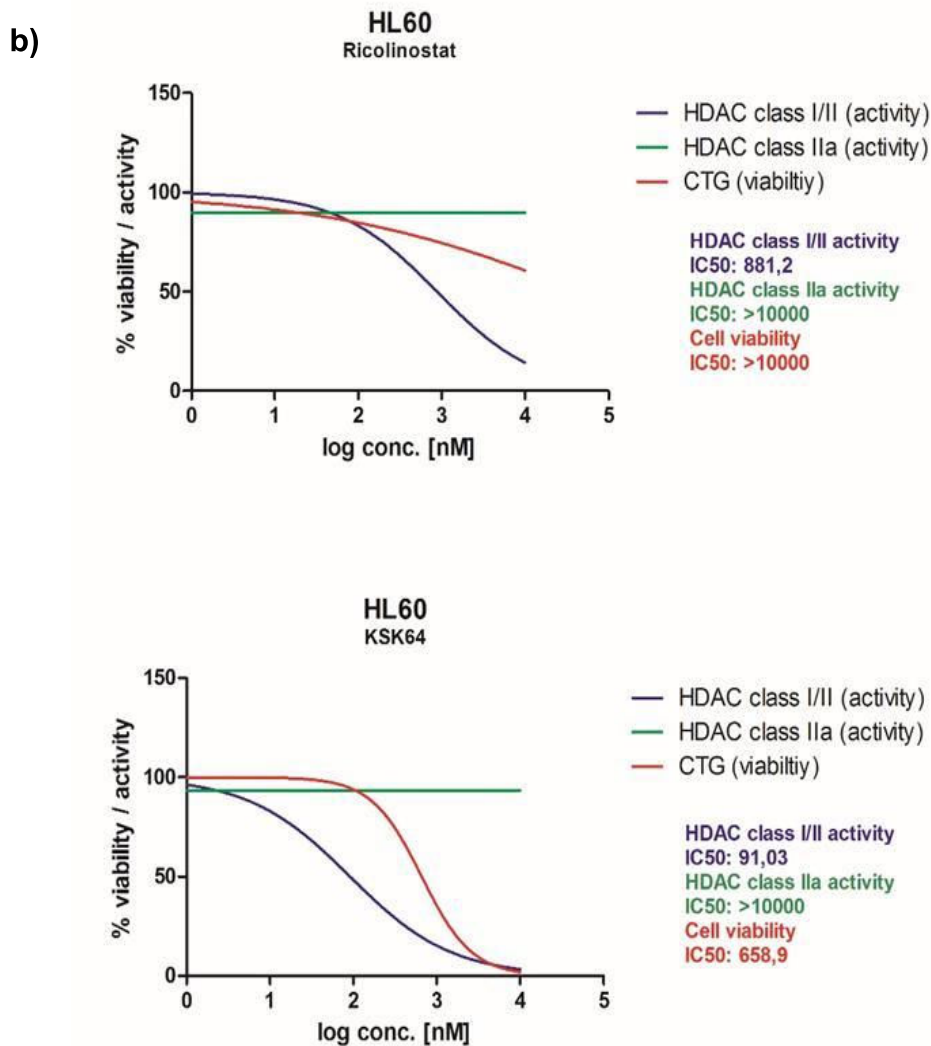 b)
HL60
Ricolinostat
150
100
50
0
% viability / activity
0 1 2 3 4 5
log conc. [nM]
HDAC class I/II (activity)
HDAC class IIa (activity)
CTG (viabiltiy)
HDAC class I/II activity
IC50: 881,2
HDAC class IIa activity
IC50: >10000
Cell viability
IC50: >10000
HL60
KSK64
150
100
50
0
% viability / activity
0 1 2 3 4 5
log conc. [nM]
HDAC class I/II (activity)
HDAC class IIa (activity)
CTG (viabiltiy)
HDAC class I/II activity
IC50: 91,03
HDAC class IIa activity
IC50: >10000
Cell viability
IC50: 658,9